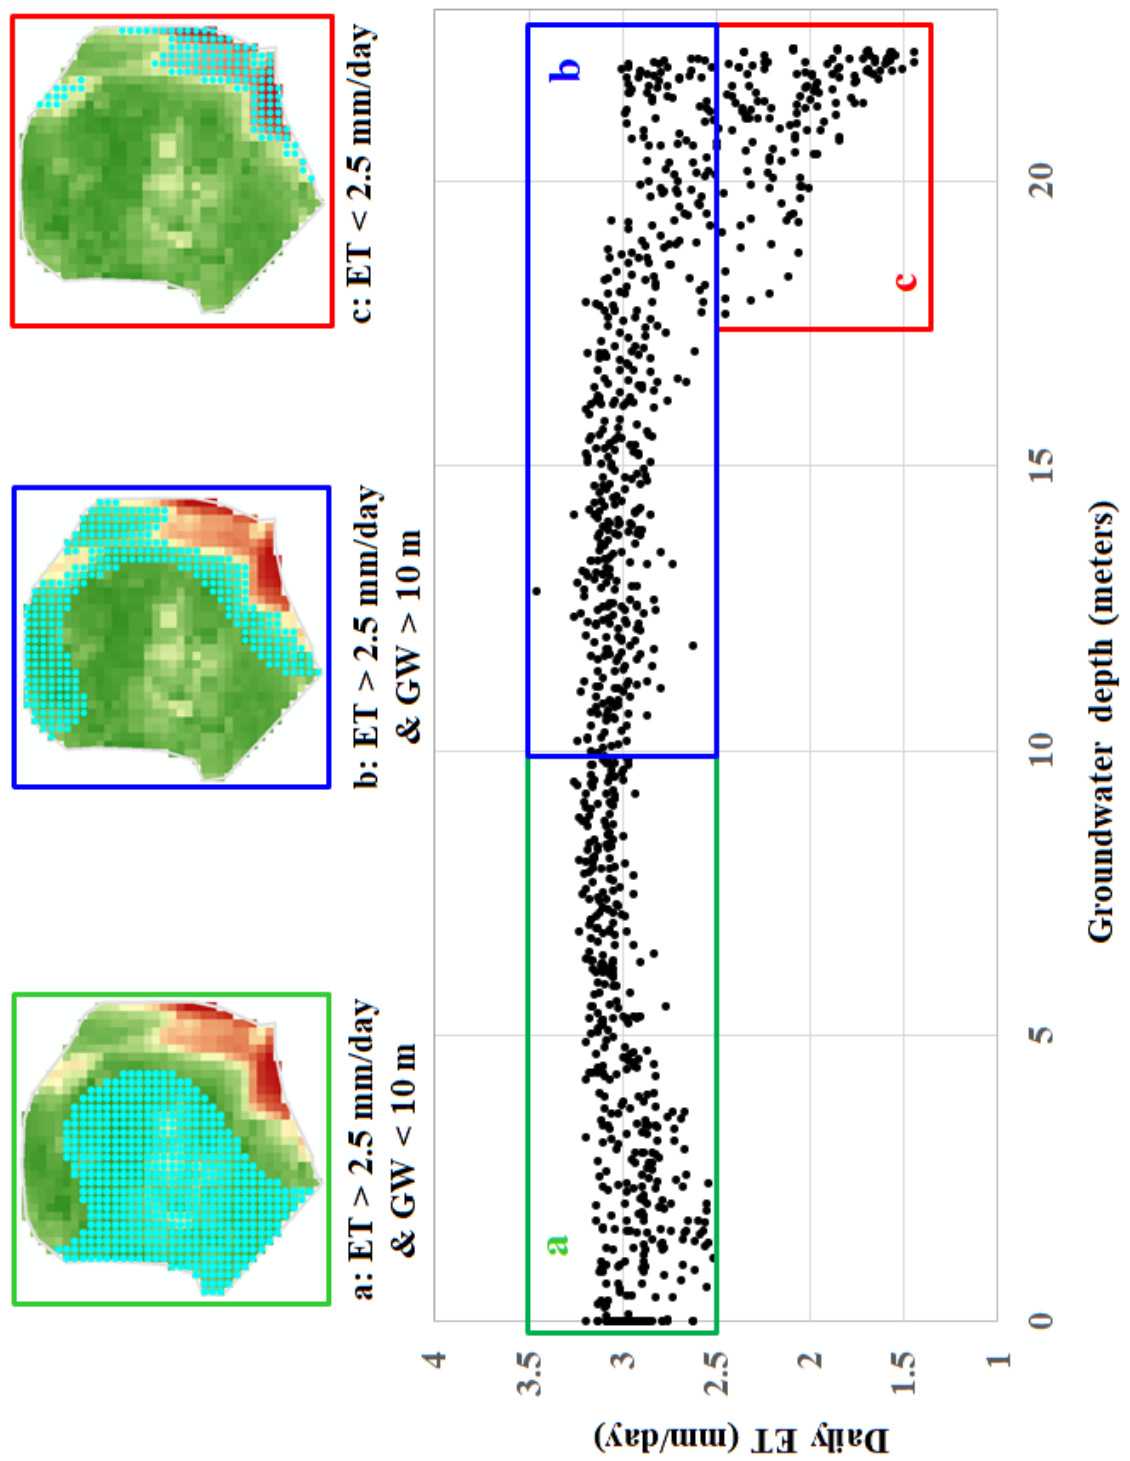 a: ET > 2.5 mm/day
& GW < 10 m
b: ET > 2.5 mm/day
& GW > 10 m
c: ET < 2.5 mm/day
4
3.5
3
2.5
2
1.5
1
Daily ET (mm/day)
a
b
c
0
5
10
15
20
Groundwater depth (meters)